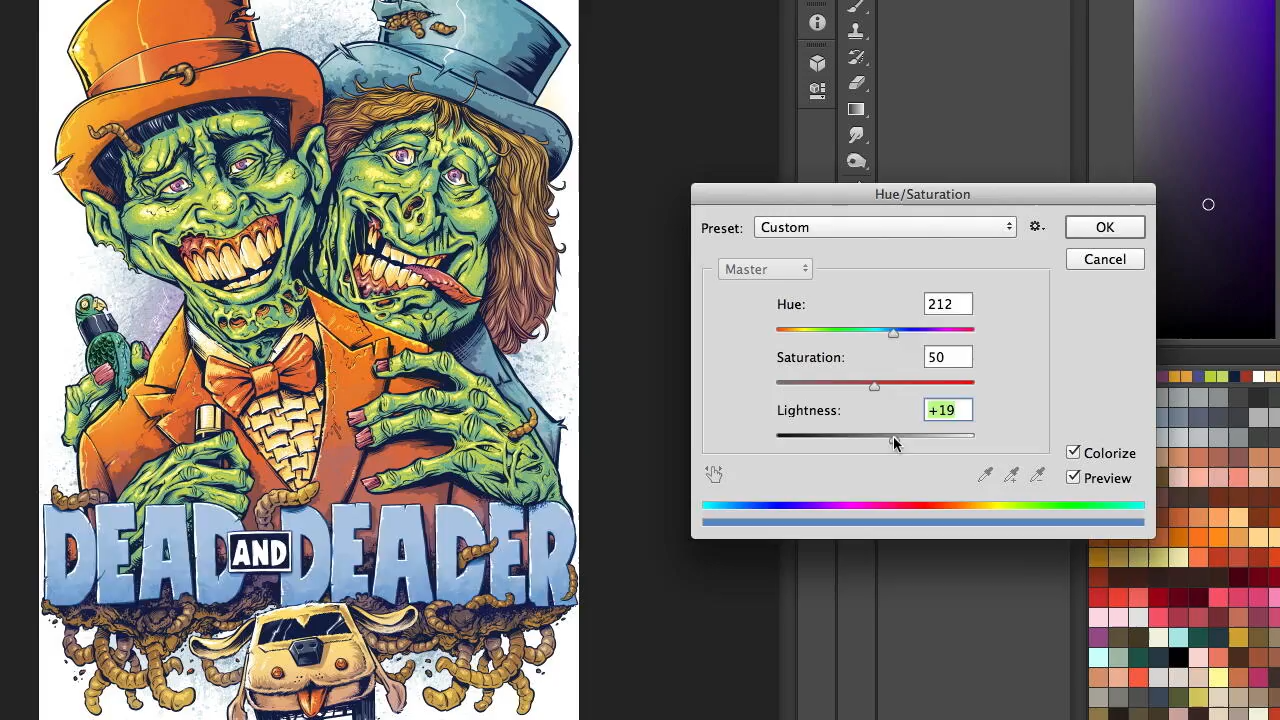 Hue/Saturation
Preset: Custom
OK
Cancel
Master
Hue: 212
Saturation: 50
Lightness: +19
Colorize
Preview
DEAD AND DEADER